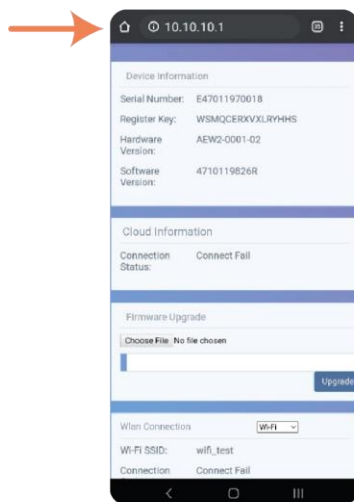 10.10.10.1
Device Information
Serial Number: E47011970018
Register Key: WSMQCERXVXLRYHHS
Hardware Version: AEW2-0001-02
Software Version: 4710119826R
Cloud Information
Connection Status: Connect Fail
Firmware Upgrade
Choose File No file chosen
Upgrade
Wlan Connection Wi-Fi
Wi-Fi SSID: wifi_test
Connection Connect Fail